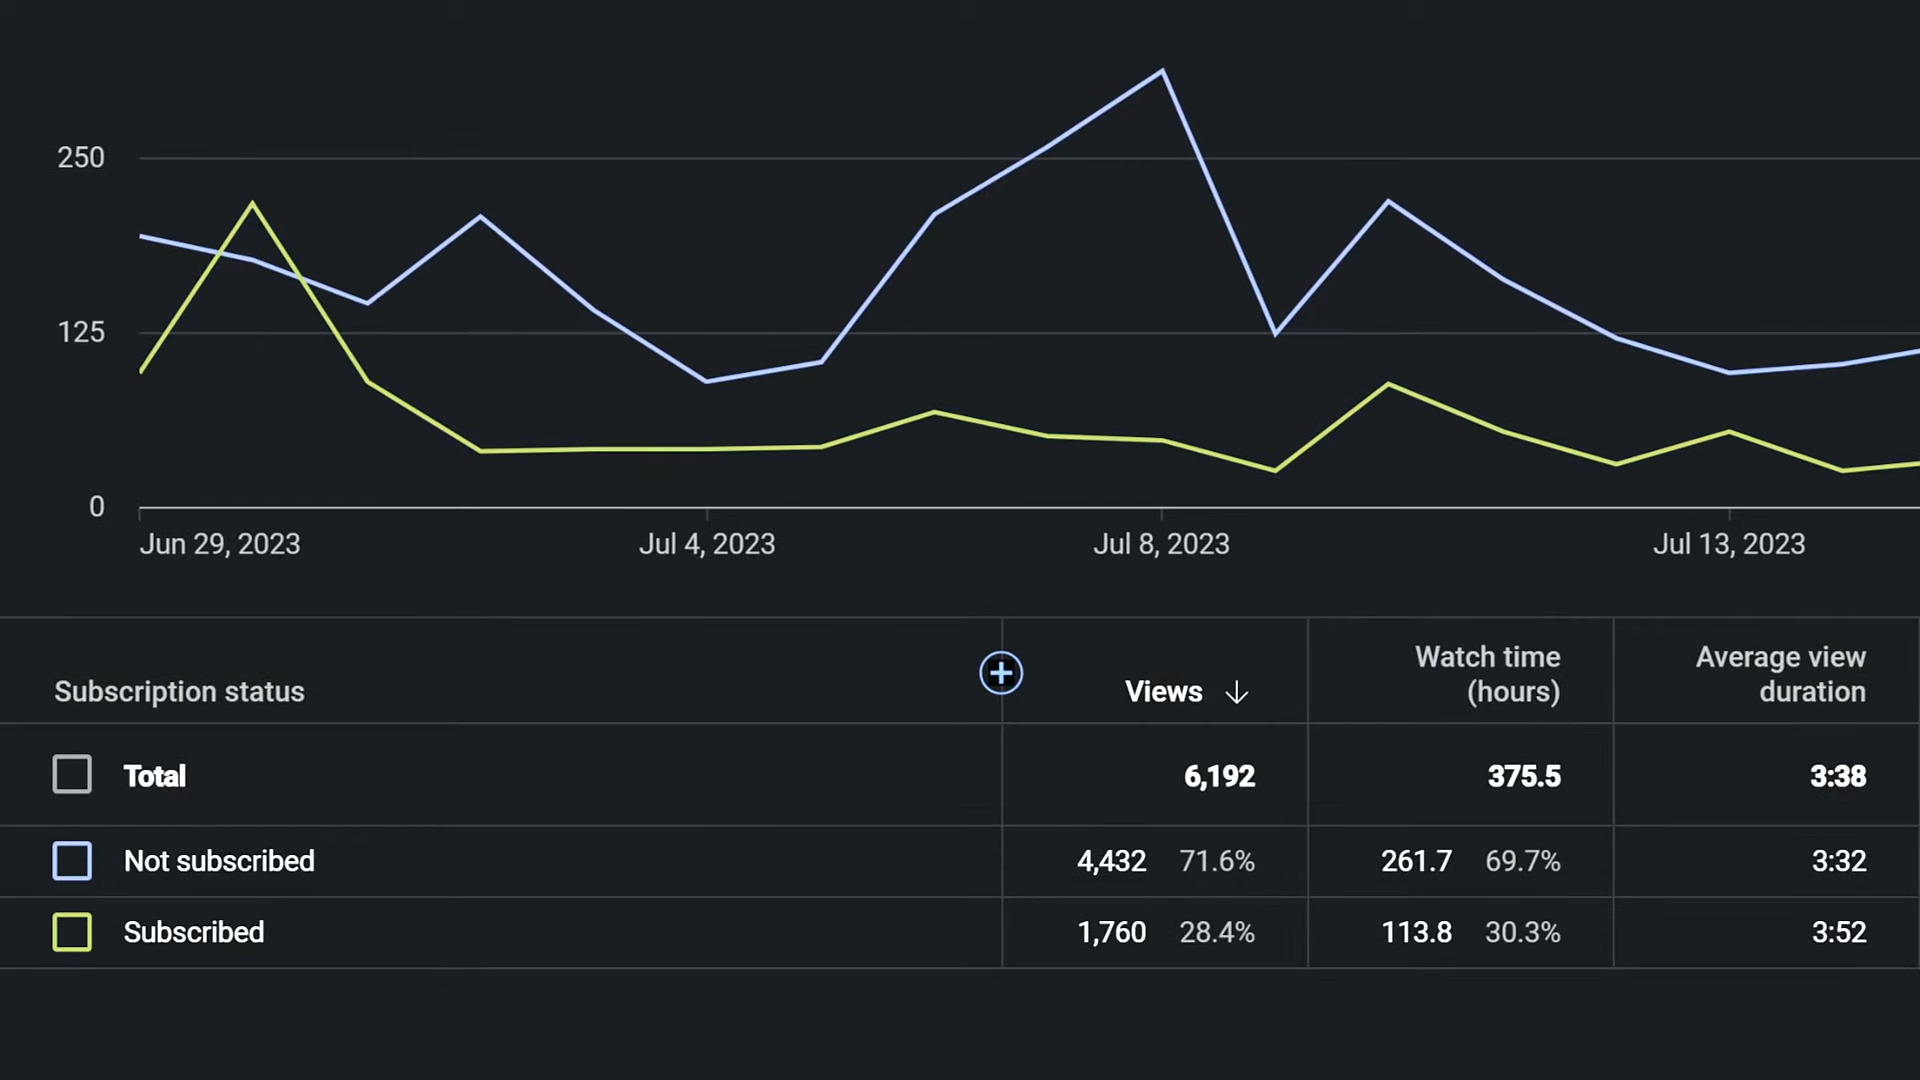 250
125
0
Jun 29, 2023 Jul 4, 2023 Jul 8, 2023 Jul 13, 2023
Subscription status Views Watch time (hours) Average view duration
Total 6,192 375.5 3:38
Not subscribed 4,432 71.6% 261.7 69.7% 3:32
Subscribed 1,760 28.4% 113.8 30.3% 3:52